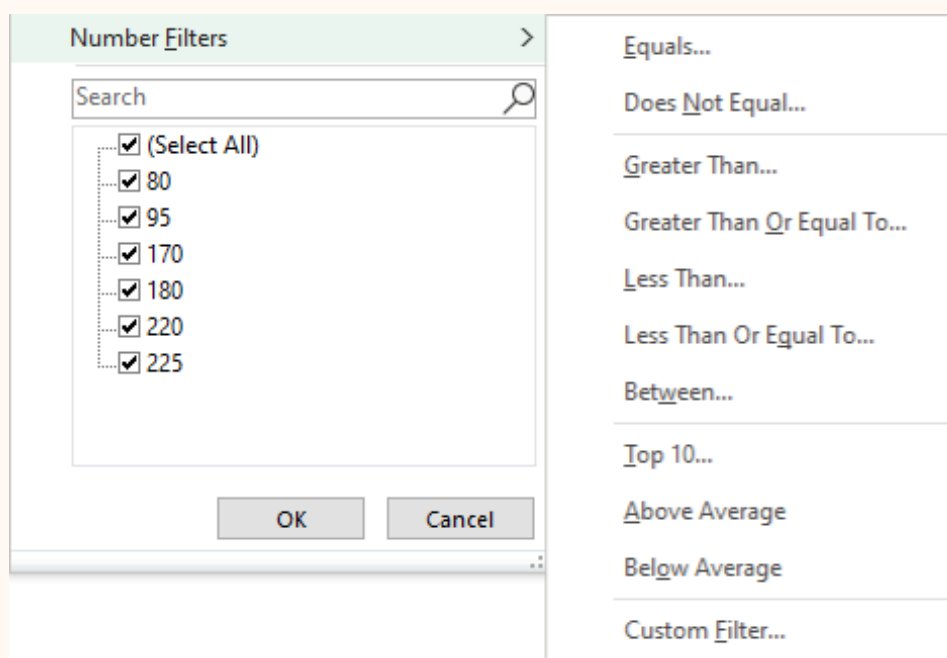 Number Filters
Search
(Select All)
80
95
170
180
220
225
OK Cancel
Equals...
Does Not Equal...
Greater Than...
Greater Than Or Equal To...
Less Than...
Less Than Or Equal To...
Between...
Top 10...
Above Average
Below Average
Custom Filter...